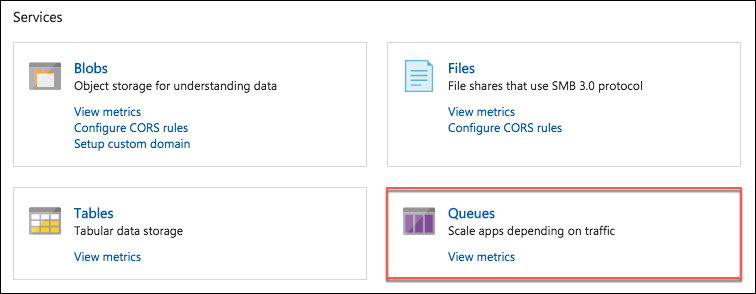 Services
Blobs
Object storage for understanding data
View metrics
Configure CORS rules
Setup custom domain
Files
File shares that use SMB 3.0 protocol
View metrics
Configure CORS rules
Tables
Tabular data storage
View metrics
Queues
Scale apps depending on traffic
View metrics